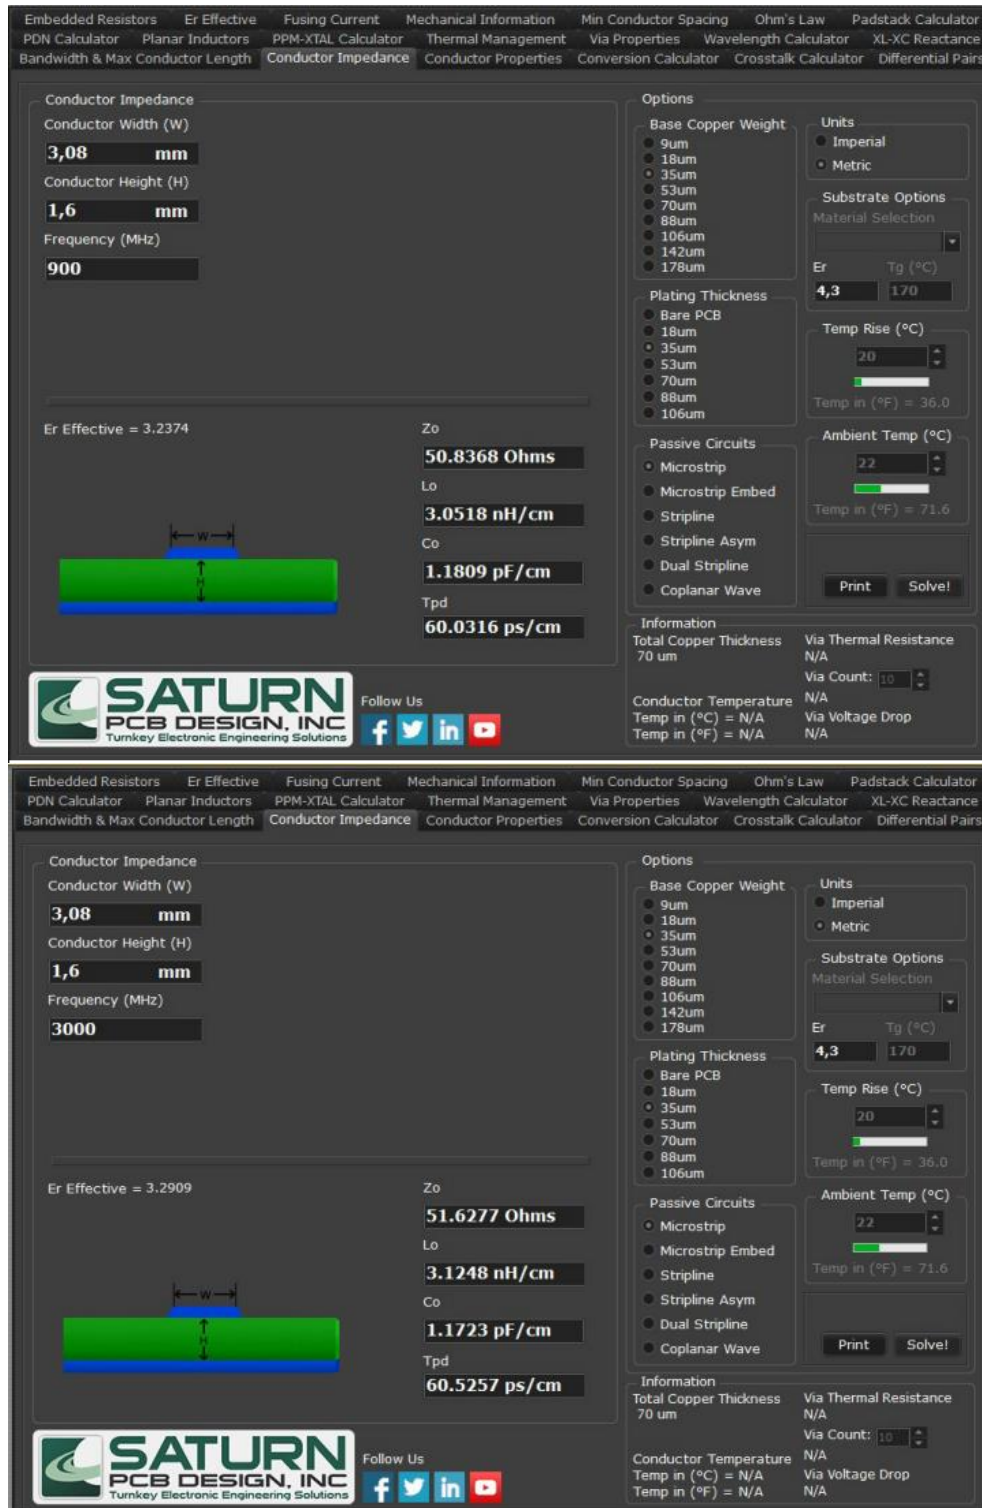 Embedded Resistors Er Effective Fusing Current Mechanical Information Min Conductor Spacing Ohm's Law Padstack Calculator
PDN Calculator Planar Inductors PPM-XTAL Calculator Thermal Management Via Properties Wavelength Calculator XL-XC Reactance
Bandwidth & Max Conductor Length Conductor Impedance Conductor Properties Conversion Calculator Crosstalk Calculator Differential Pairs
Conductor Impedance
Conductor Width (W)
3,08 mm
Conductor Height (H)
1,6 mm
Frequency (MHz)
900
Er Effective = 3.2374
Zo
50.8368 Ohms
Lo
3.0518 nH/cm
Co
1.1809 pF/cm
Tpd
60.0316 ps/cm
W
H
Options
Base Copper Weight
9um
18um
35um
53um
70um
88um
106um
142um
178um
Plating Thickness
Bare PCB
18um
35um
53um
70um
88um
106um
Passive Circuits
Microstrip
Microstrip Embed
Stripline
Stripline Asym
Dual Stripline
Coplanar Wave
Units
Imperial
Metric
Substrate Options
Material Selection
Er Tg (°C)
4,3 170
Temp Rise (°C)
20
Temp in (°F) = 36.0
Ambient Temp (°C)
22
Temp in (°F) = 71.6
Print Solve!
Information
Total Copper Thickness
70 um
Conductor Temperature
Temp in (°C) = N/A
Temp in (°F) = N/A
Via Thermal Resistance
N/A
Via Count: 10
N/A
Via Voltage Drop
N/A
SATURN
PCB DESIGN, INC
Turnkey Electronic Engineering Solutions
Follow Us
f in
Embedded Resistors Er Effective Fusing Current Mechanical Information Min Conductor Spacing Ohm's Law Padstack Calculator
PDN Calculator Planar Inductors PPM-XTAL Calculator Thermal Management Via Properties Wavelength Calculator XL-XC Reactance
Bandwidth & Max Conductor Length Conductor Impedance Conductor Properties Conversion Calculator Crosstalk Calculator Differential Pairs
Conductor Impedance
Conductor Width (W)
3,08 mm
Conductor Height (H)
1,6 mm
Frequency (MHz)
3000
Er Effective = 3.2909
Zo
51.6277 Ohms
Lo
3.1248 nH/cm
Co
1.1723 pF/cm
Tpd
60.5257 ps/cm
W
H
Options
Base Copper Weight
9um
18um
35um
53um
70um
88um
106um
142um
178um
Plating Thickness
Bare PCB
18um
35um
53um
70um
88um
106um
Passive Circuits
Microstrip
Microstrip Embed
Stripline
Stripline Asym
Dual Stripline
Coplanar Wave
Units
Imperial
Metric
Substrate Options
Material Selection
Er Tg (°C)
4,3 170
Temp Rise (°C)
20
Temp in (°F) = 36.0
Ambient Temp (°C)
22
Temp in (°F) = 71.6
Print Solve!
Information
Total Copper Thickness
70 um
Conductor Temperature
Temp in (°C) = N/A
Temp in (°F) = N/A
Via Thermal Resistance
N/A
Via Count: 10
N/A
Via Voltage Drop
N/A
SATURN
PCB DESIGN, INC
Turnkey Electronic Engineering Solutions
Follow Us
f in